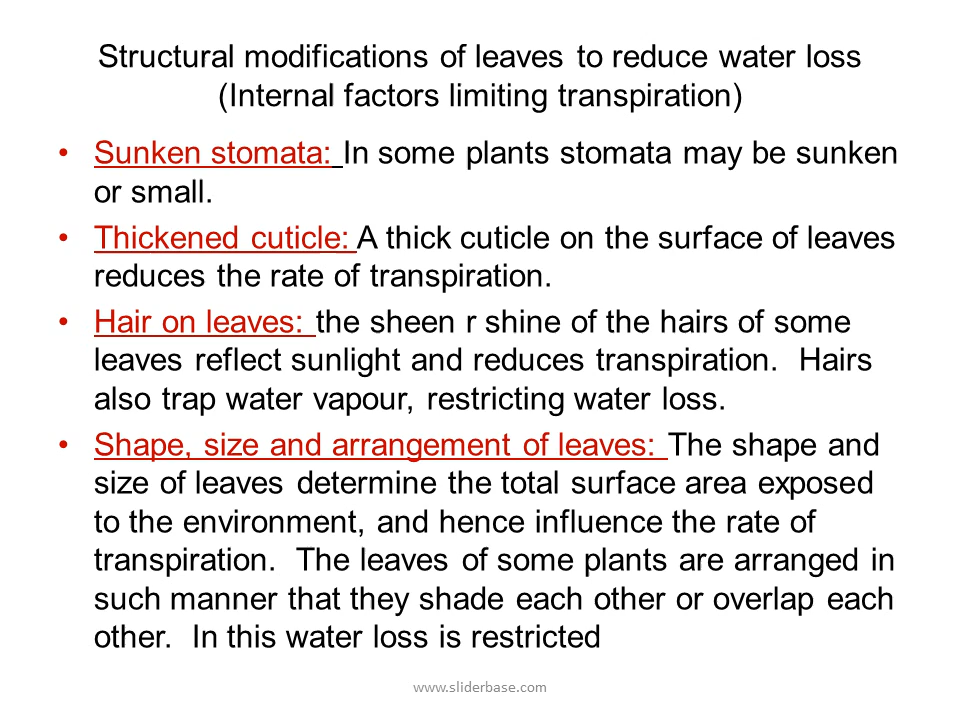 Structural modifications of leaves to reduce water loss
(Internal factors limiting transpiration)
• Sunken stomata: In some plants stomata may be sunken
or small.
• Thickened cuticle: A thick cuticle on the surface of leaves
reduces the rate of transpiration.
• Hair on leaves: the sheen r shine of the hairs of some
leaves reflect sunlight and reduces transpiration.  Hairs
also trap water vapour, restricting water loss.
• Shape, size and arrangement of leaves: The shape and
size of leaves determine the total surface area exposed
to the environment, and hence influence the rate of
transpiration.  The leaves of some plants are arranged in
such manner that they shade each other or overlap each
other.  In this water loss is restricted
www.sliderbase.com